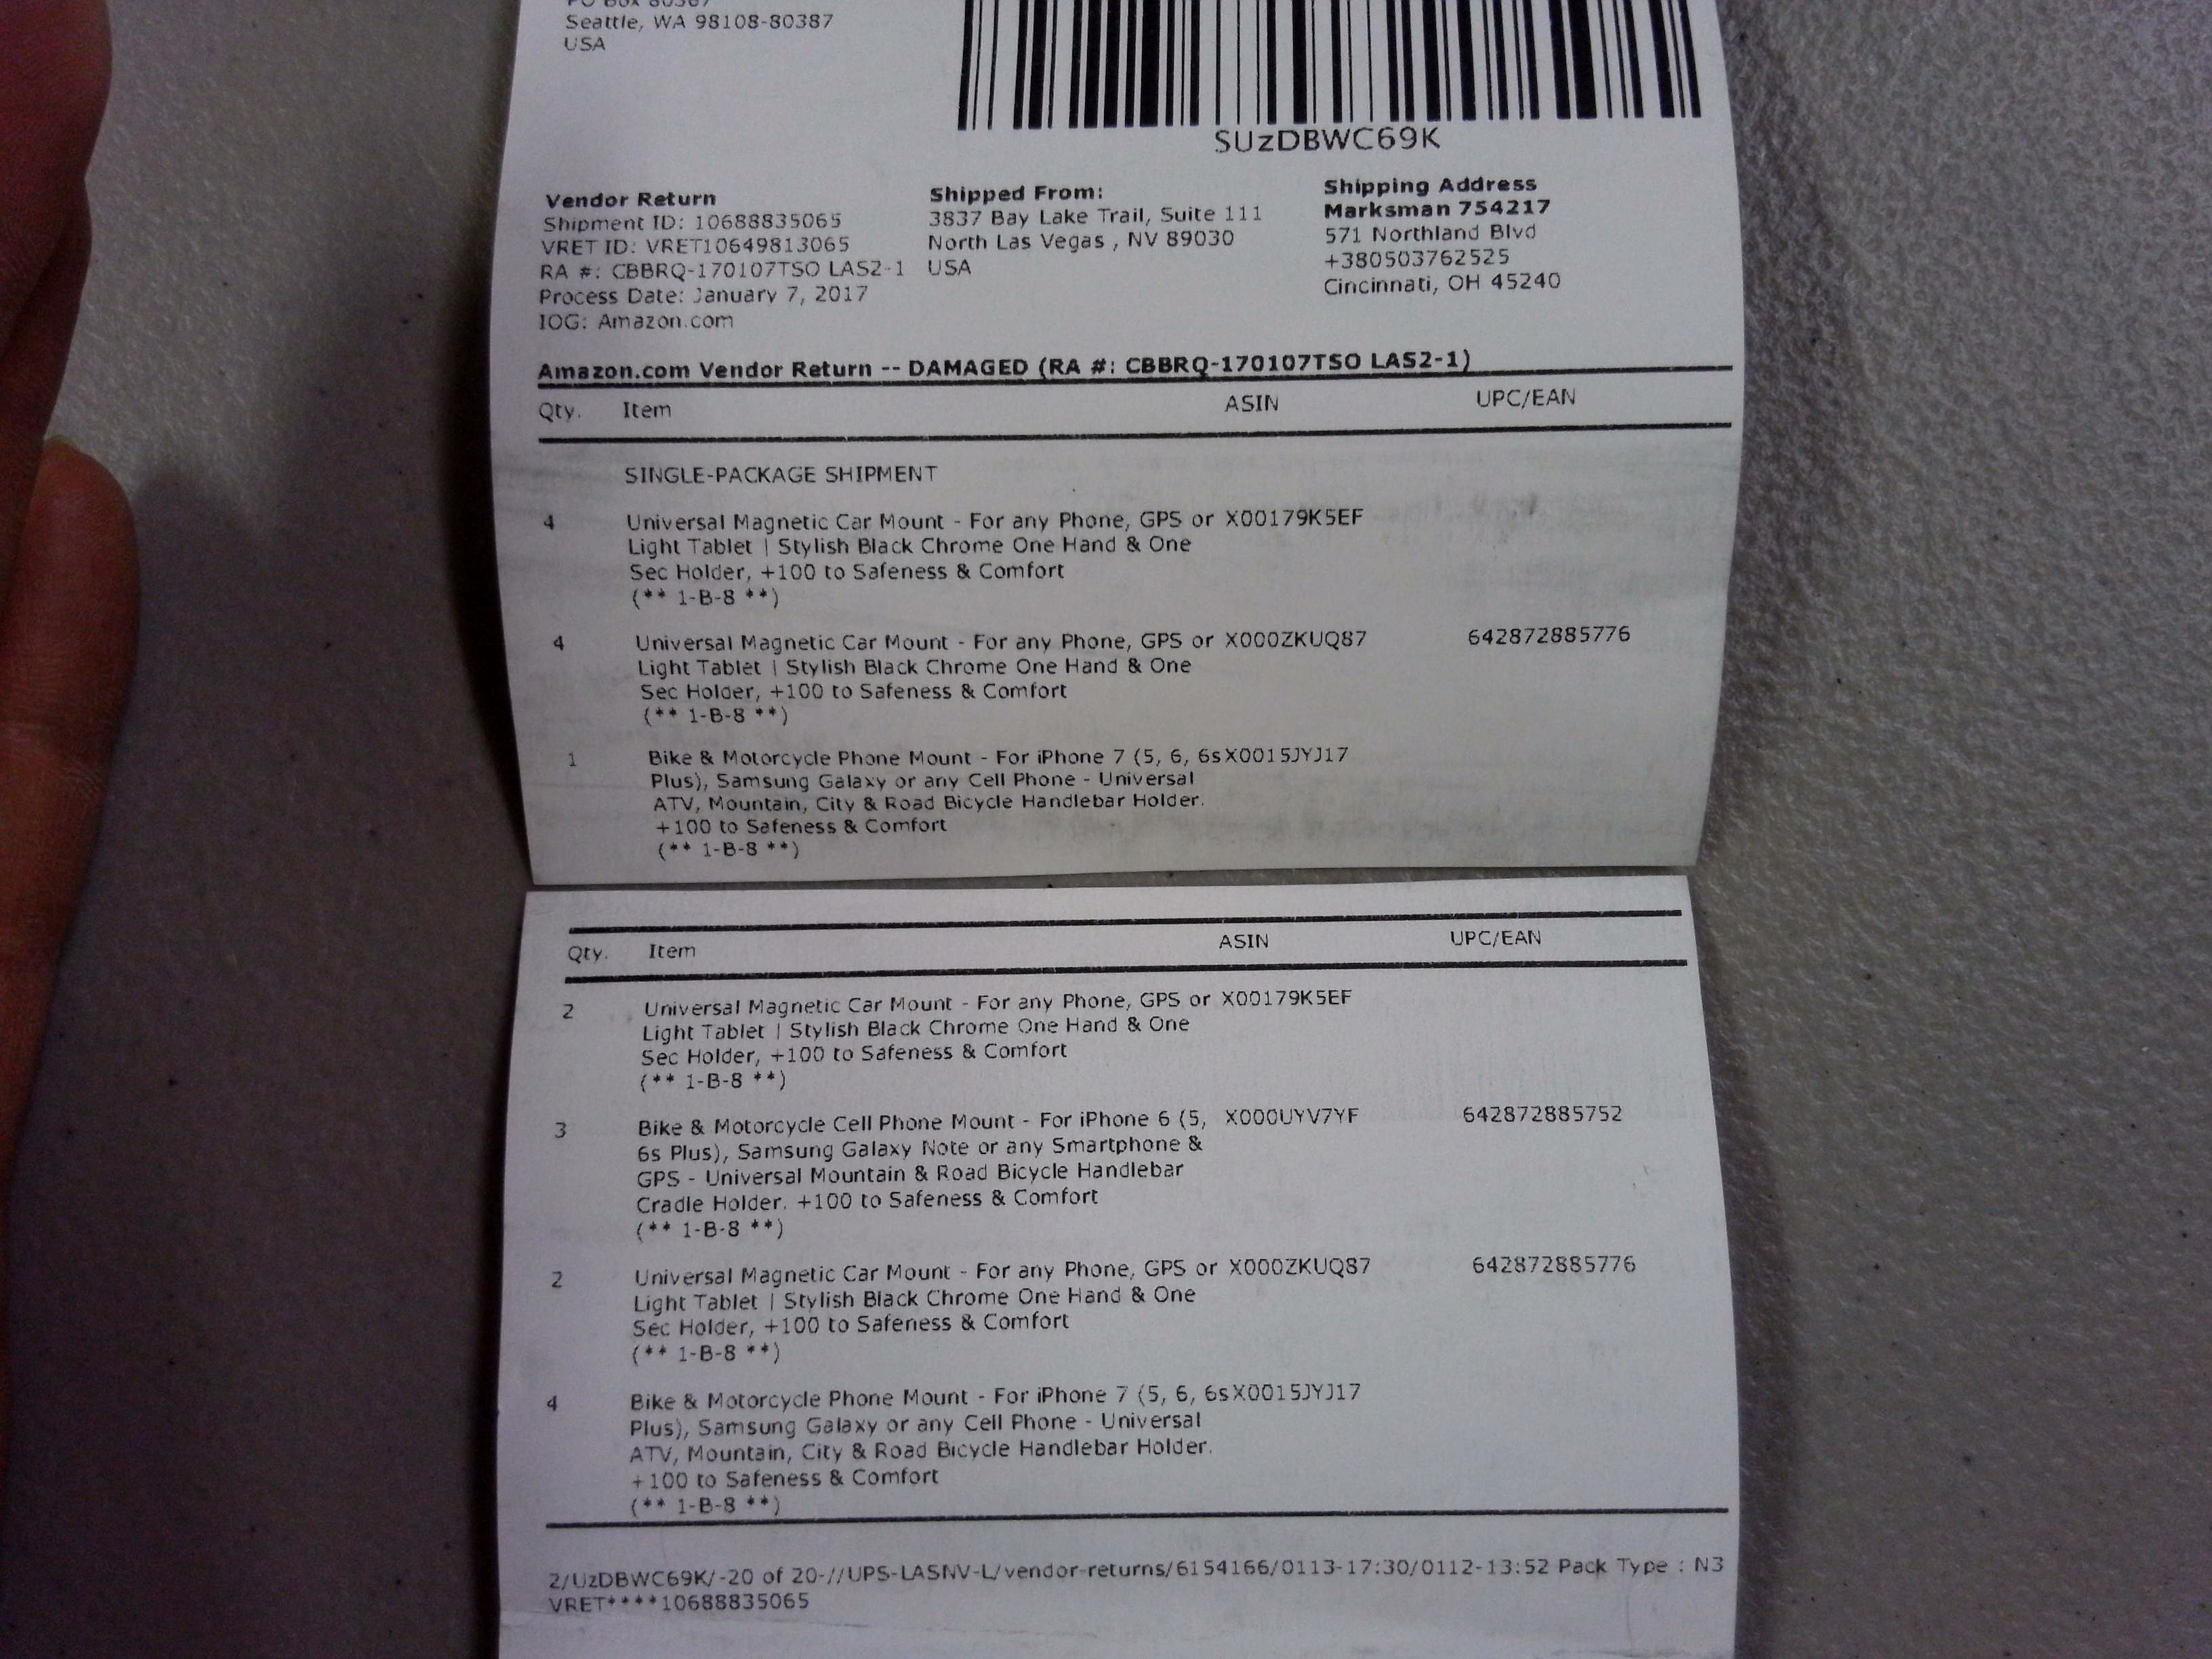 PO Box 80387
Seattle, WA 98108-80387
USA
SUzDBWC69K
Vendor Return
Shipment ID: 10688835065
VRET ID: VRET10649813065
RA #: CBBRQ-170107TSO LAS2-1
Process Date: January 7, 2017
IOG: Amazon.com
Shipped From:
3837 Bay Lake Trail, Suite 111
North Las Vegas , NV 89030
USA
Shipping Address
Marksman 754217
571 Northland Blvd
+380503762525
Cincinnati, OH 45240
Amazon.com Vendor Return -- DAMAGED (RA #: CBBRQ-170107TSO LAS2-1)
Qty. Item ASIN UPC/EAN
SINGLE-PACKAGE SHIPMENT
4 Universal Magnetic Car Mount - For any Phone, GPS or X00179K5EF
Light Tablet | Stylish Black Chrome One Hand & One
Sec Holder, +100 to Safeness & Comfort
(** 1-B-8 **)
4 Universal Magnetic Car Mount - For any Phone, GPS or X000ZKUQ87 642872885776
Light Tablet | Stylish Black Chrome One Hand & One
Sec Holder, +100 to Safeness & Comfort
(** 1-B-8 **)
1 Bike & Motorcycle Phone Mount - For iPhone 7 (5, 6, 6sX0015JYJ17
Plus), Samsung Galaxy or any Cell Phone - Universal
ATV, Mountain, City & Road Bicycle Handlebar Holder.
+100 to Safeness & Comfort
(** 1-B-8 **)
Qty. Item ASIN UPC/EAN
2 Universal Magnetic Car Mount - For any Phone, GPS or X00179K5EF
Light Tablet | Stylish Black Chrome One Hand & One
Sec Holder, +100 to Safeness & Comfort
(** 1-B-8 **)
3 Bike & Motorcycle Cell Phone Mount - For iPhone 6 (5, X000UYV7YF 642872885752
6s Plus), Samsung Galaxy Note or any Smartphone &
GPS - Universal Mountain & Road Bicycle Handlebar
Cradle Holder. +100 to Safeness & Comfort
(** 1-B-8 **)
2 Universal Magnetic Car Mount - For any Phone, GPS or X000ZKUQ87 642872885776
Light Tablet | Stylish Black Chrome One Hand & One
Sec Holder, +100 to Safeness & Comfort
(** 1-B-8 **)
4 Bike & Motorcycle Phone Mount - For iPhone 7 (5, 6, 6sX0015JYJ17
Plus), Samsung Galaxy or any Cell Phone - Universal
ATV, Mountain, City & Road Bicycle Handlebar Holder.
+100 to Safeness & Comfort
(** 1-B-8 **)
2/UzDBWC69K/-20 of 20-//UPS-LASNV-L/vendor-returns/6154166/0113-17:30/0112-13:52 Pack Type : N3
VRET****10688835065